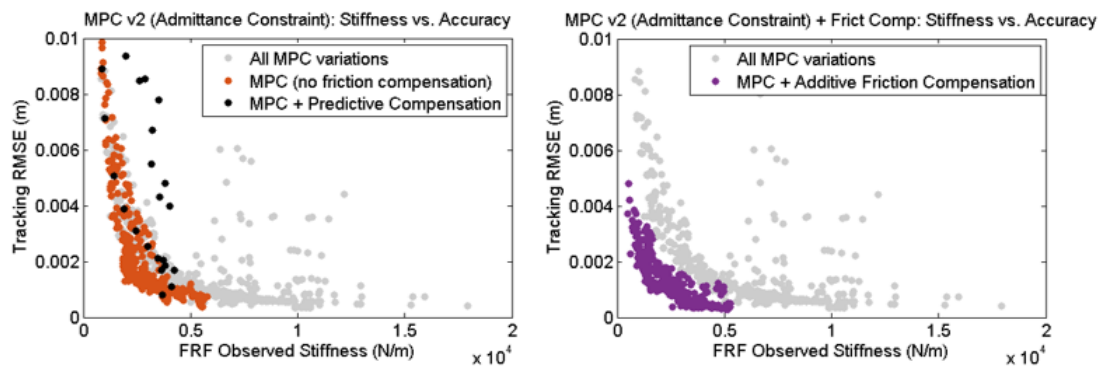 MPC v2 (Admittance Constraint): Stiffness vs. Accuracy
0.01
0.008
0.006
0.004
0.002
0
Tracking RMSE (m)
All MPC variations
MPC (no friction compensation)
MPC + Predictive Compensation
0
0.5
1
1.5
2
FRF Observed Stiffness (N/m)
x 10^4
MPC v2 (Admittance Constraint) + Frict Comp: Stiffness vs. Accuracy
0.01
0.008
0.006
0.004
0.002
0
Tracking RMSE (m)
All MPC variations
MPC + Additive Friction Compensation
0
0.5
1
1.5
2
FRF Observed Stiffness (N/m)
x 10^4